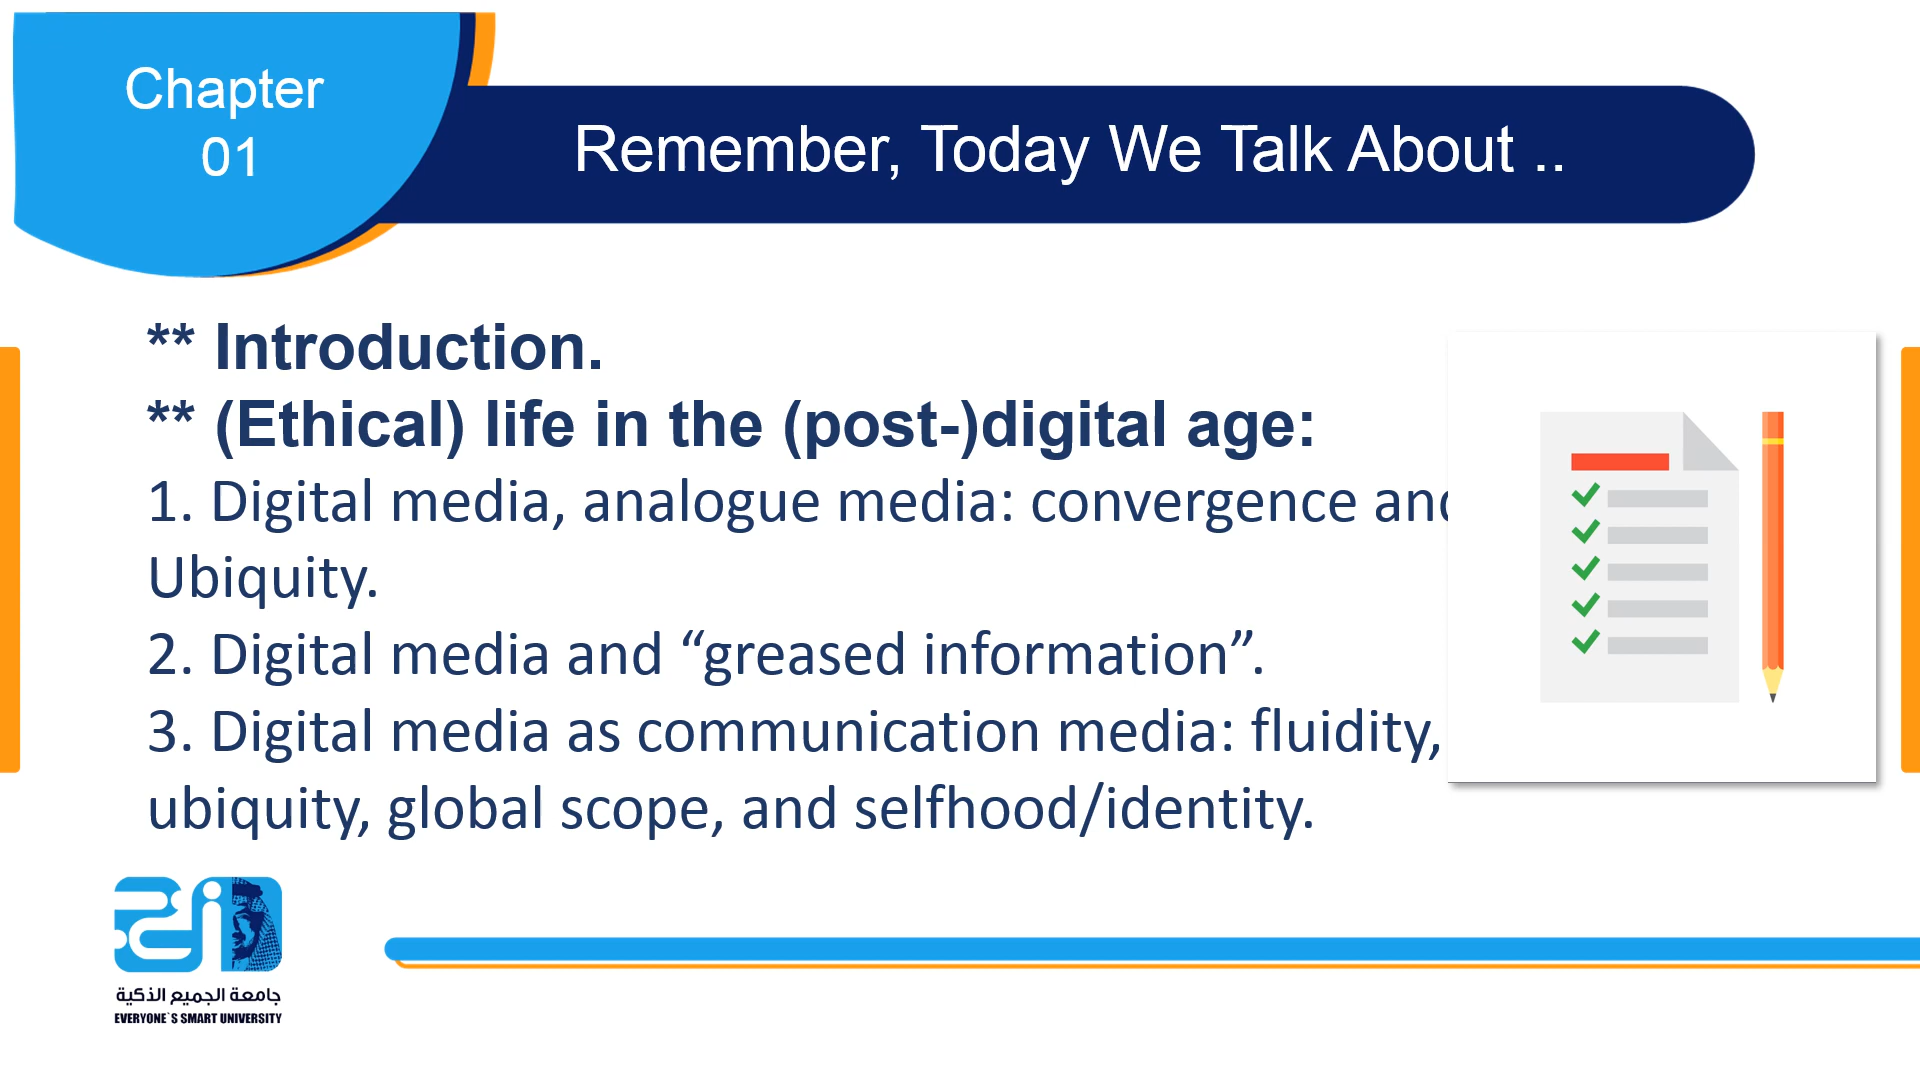 Chapter
01
Remember, Today We Talk About ..
** Introduction.
** (Ethical) life in the (post-)digital age:
1. Digital media, analogue media: convergence and
Ubiquity.
2. Digital media and “greased information”.
3. Digital media as communication media: fluidity,
ubiquity, global scope, and selfhood/identity.
جامعة الجميع الذكية
EVERYONE`S SMART UNIVERSITY